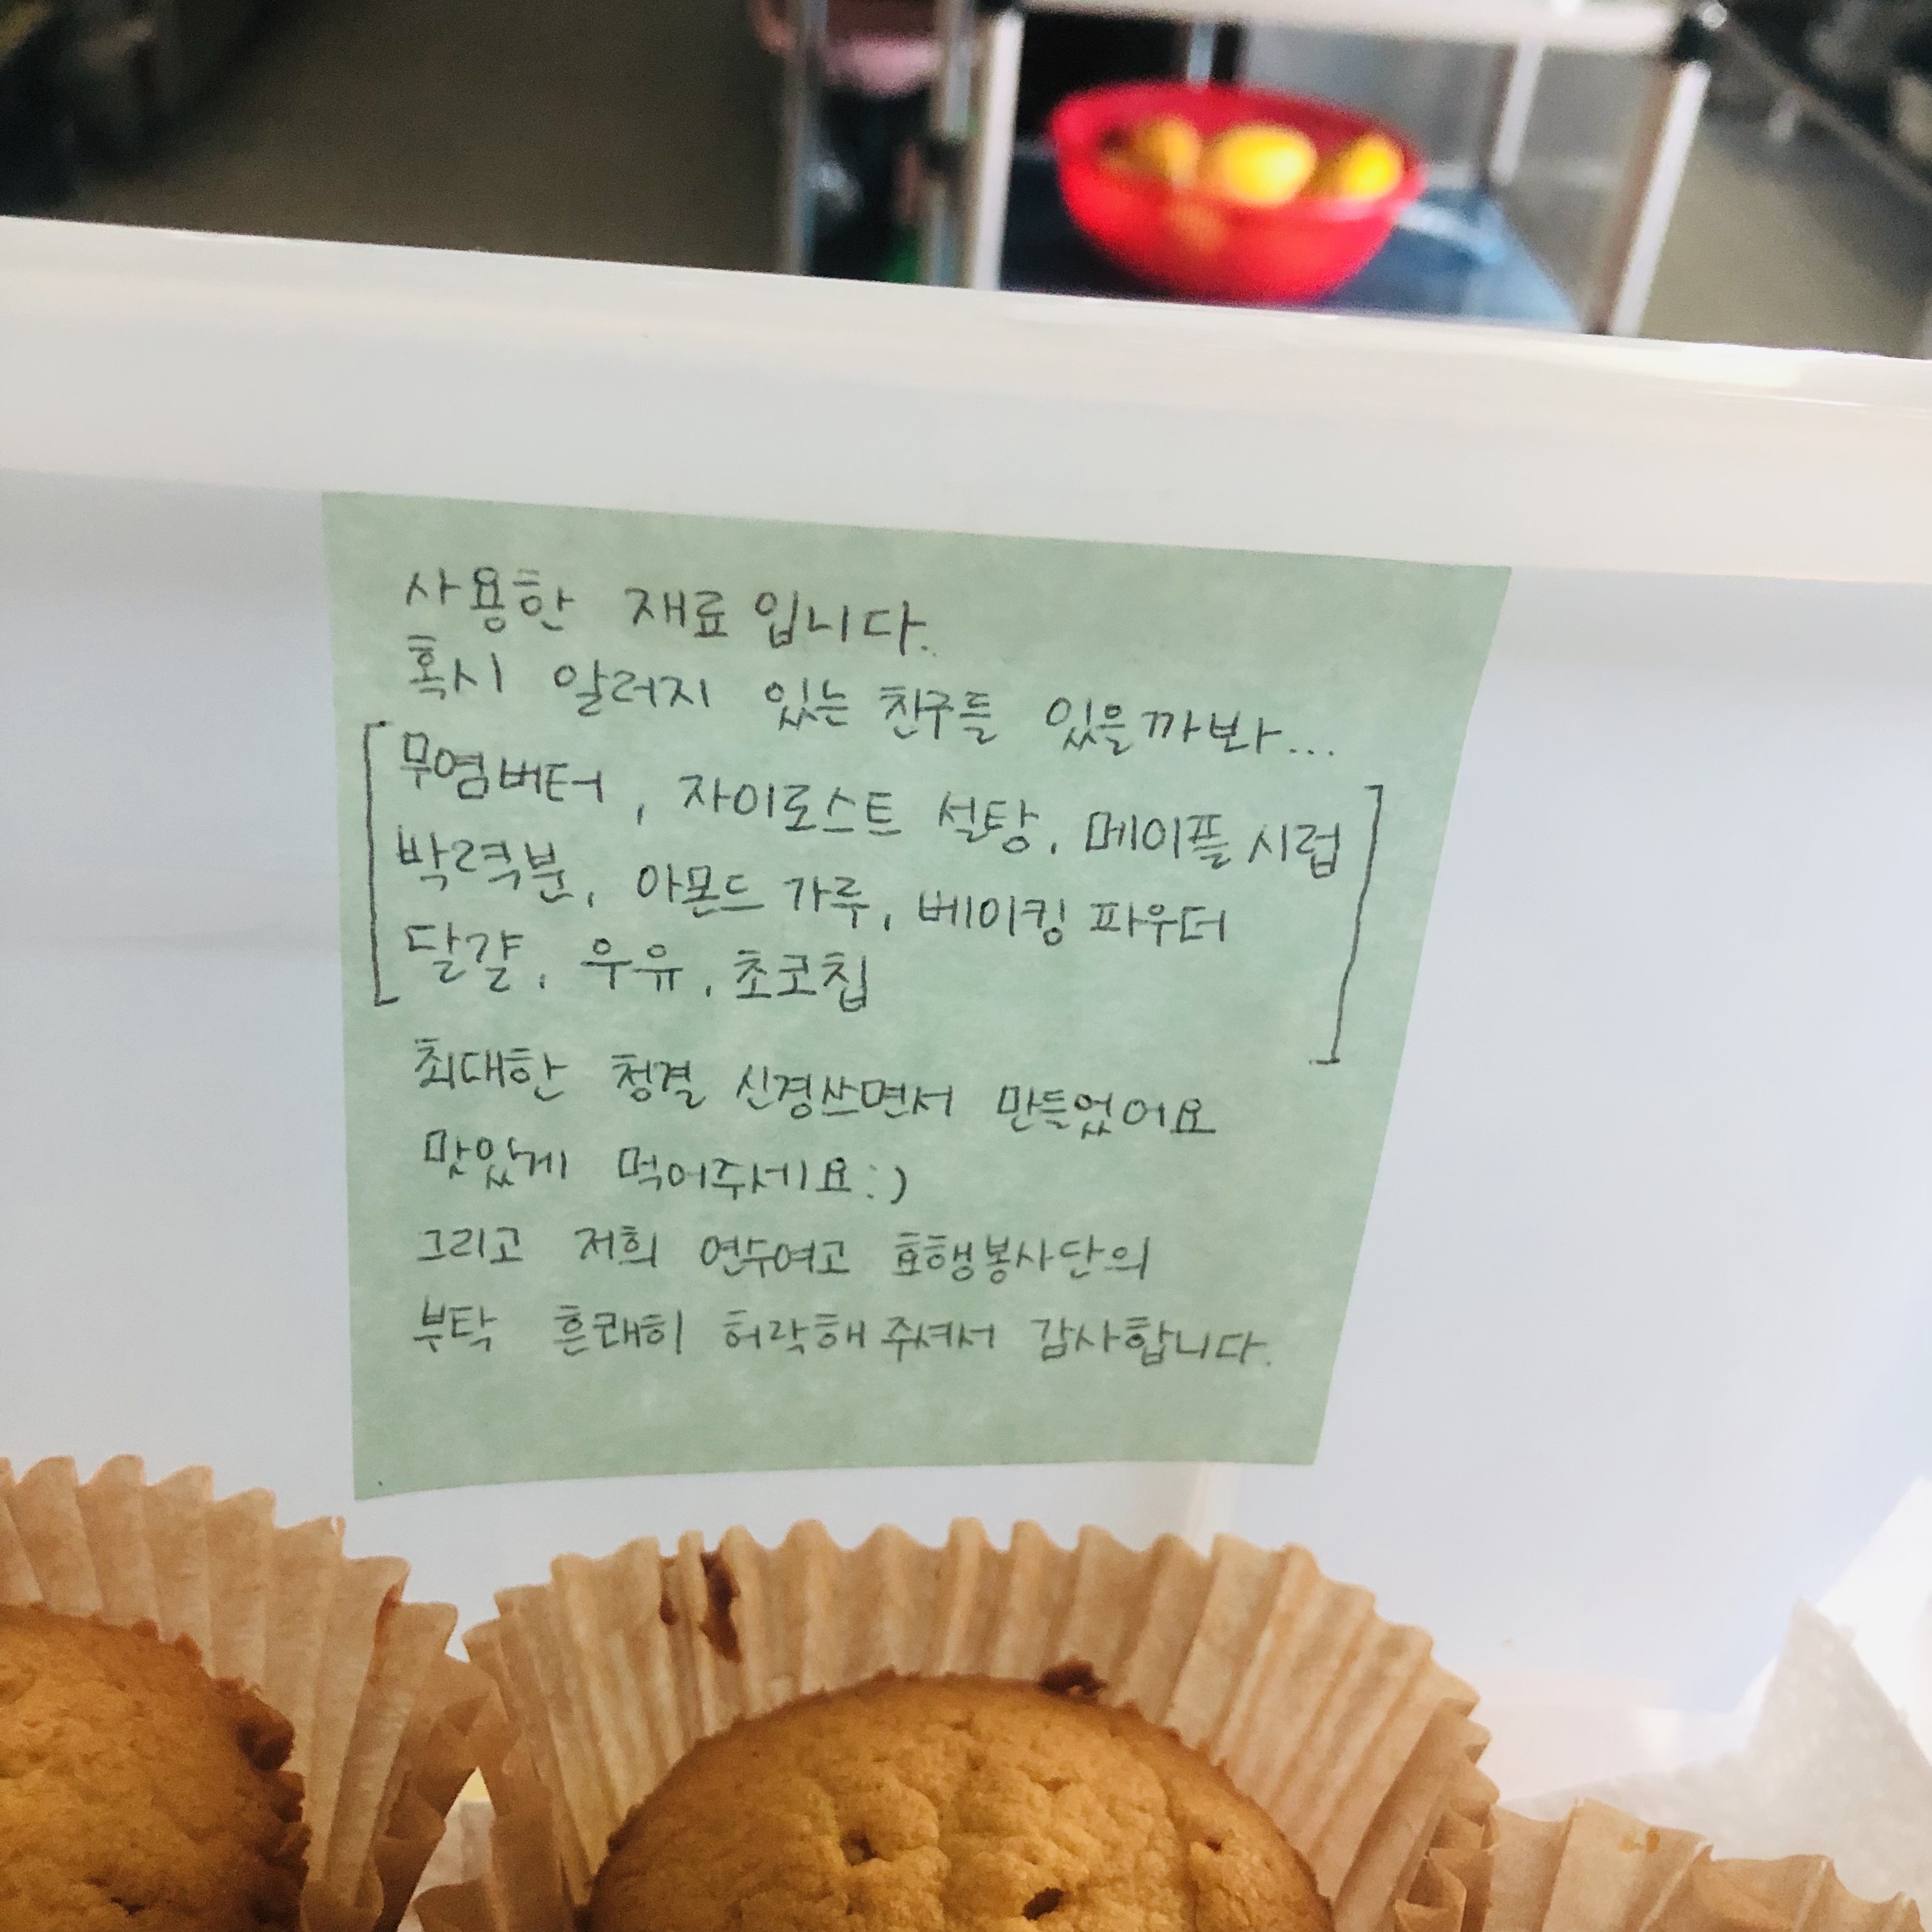 사용한 재료입니다.
혹시 알러지 있는 친구들 있을까봐...
무염버터, 자이로스트 설탕, 메이플 시럽
박력분, 아몬드 가루, 베이킹 파우더
달걀, 우유, 초코칩
최대한 청결 신경쓰면서 만들었어요
맛있게 먹어주세요:)
그리고 저희 연수여고 효행봉사단의
부탁 흔쾌히 허락해주셔서 감사합니다.